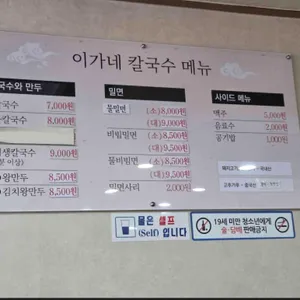 이가네 칼국수 메뉴
국수와 만두
칼국수 7,000원
칼국수 8,000원
생칼국수 9,000원
왕만두 8,500원
김치왕만두 8,500원
밀면
물밀면 (소)8,000원
(대)9,000원
비빔밀면 (소)8,500원
(대)9,500원
물비빔면 (소)8,500원
(대)9,500원
밀면사리 2,000원
사이드 메뉴
맥주 5,000원
음료수 2,000원
공기밥 1,000원
물은 셀프
(Self) 입니다
19세 미만 청소년에게
술·담배 판매금지